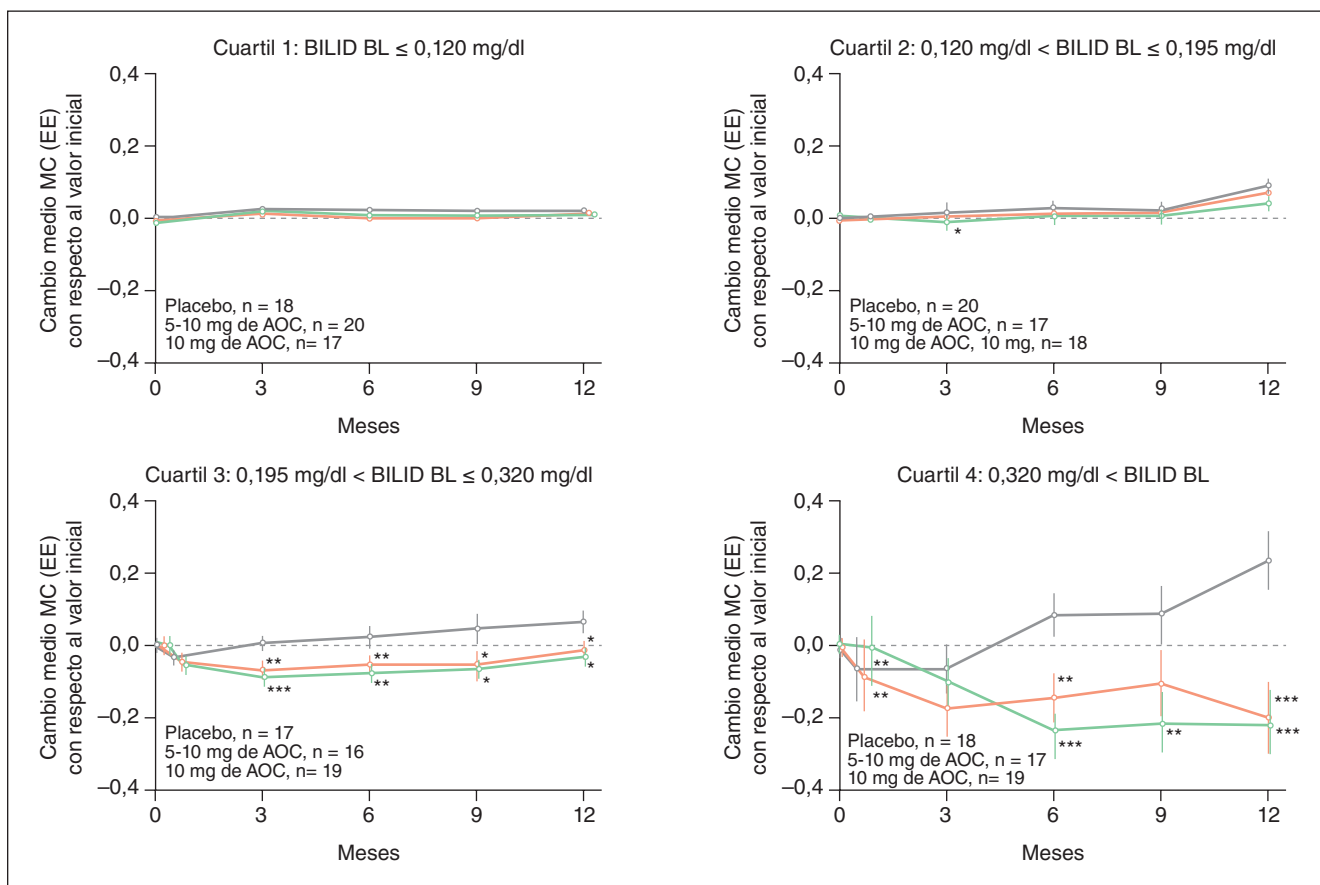 Cuartil 1: BILID BL ≤ 0,120 mg/dl
Cambio medio MC (EE)
con respecto al valor inicial
0,4
0,2
0,0
–0,2
–0,4
Placebo, n = 18
5-10 mg de AOC, n = 20
10 mg de AOC, n= 17
0 3 6 9 12
Meses
Cuartil 2: 0,120 mg/dl < BILID BL ≤ 0,195 mg/dl
Cambio medio MC (EE)
con respecto al valor inicial
0,4
0,2
0,0
–0,2
–0,4
*
Placebo, n = 20
5-10 mg de AOC, n = 17
10 mg de AOC, 10 mg, n= 18
0 3 6 9 12
Meses
Cuartil 3: 0,195 mg/dl < BILID BL ≤ 0,320 mg/dl
Cambio medio MC (EE)
con respecto al valor inicial
0,4
0,2
0,0
–0,2
–0,4
** ** * *
*** ** * *
Placebo, n = 17
5-10 mg de AOC, n = 16
10 mg de AOC, n= 19
0 3 6 9 12
Meses
Cuartil 4: 0,320 mg/dl < BILID BL
Cambio medio MC (EE)
con respecto al valor inicial
0,4
0,2
0,0
–0,2
–0,4
** ** ***
** *** ** ***
Placebo, n = 18
5-10 mg de AOC, n = 17
10 mg de AOC, n= 19
0 3 6 9 12
Meses